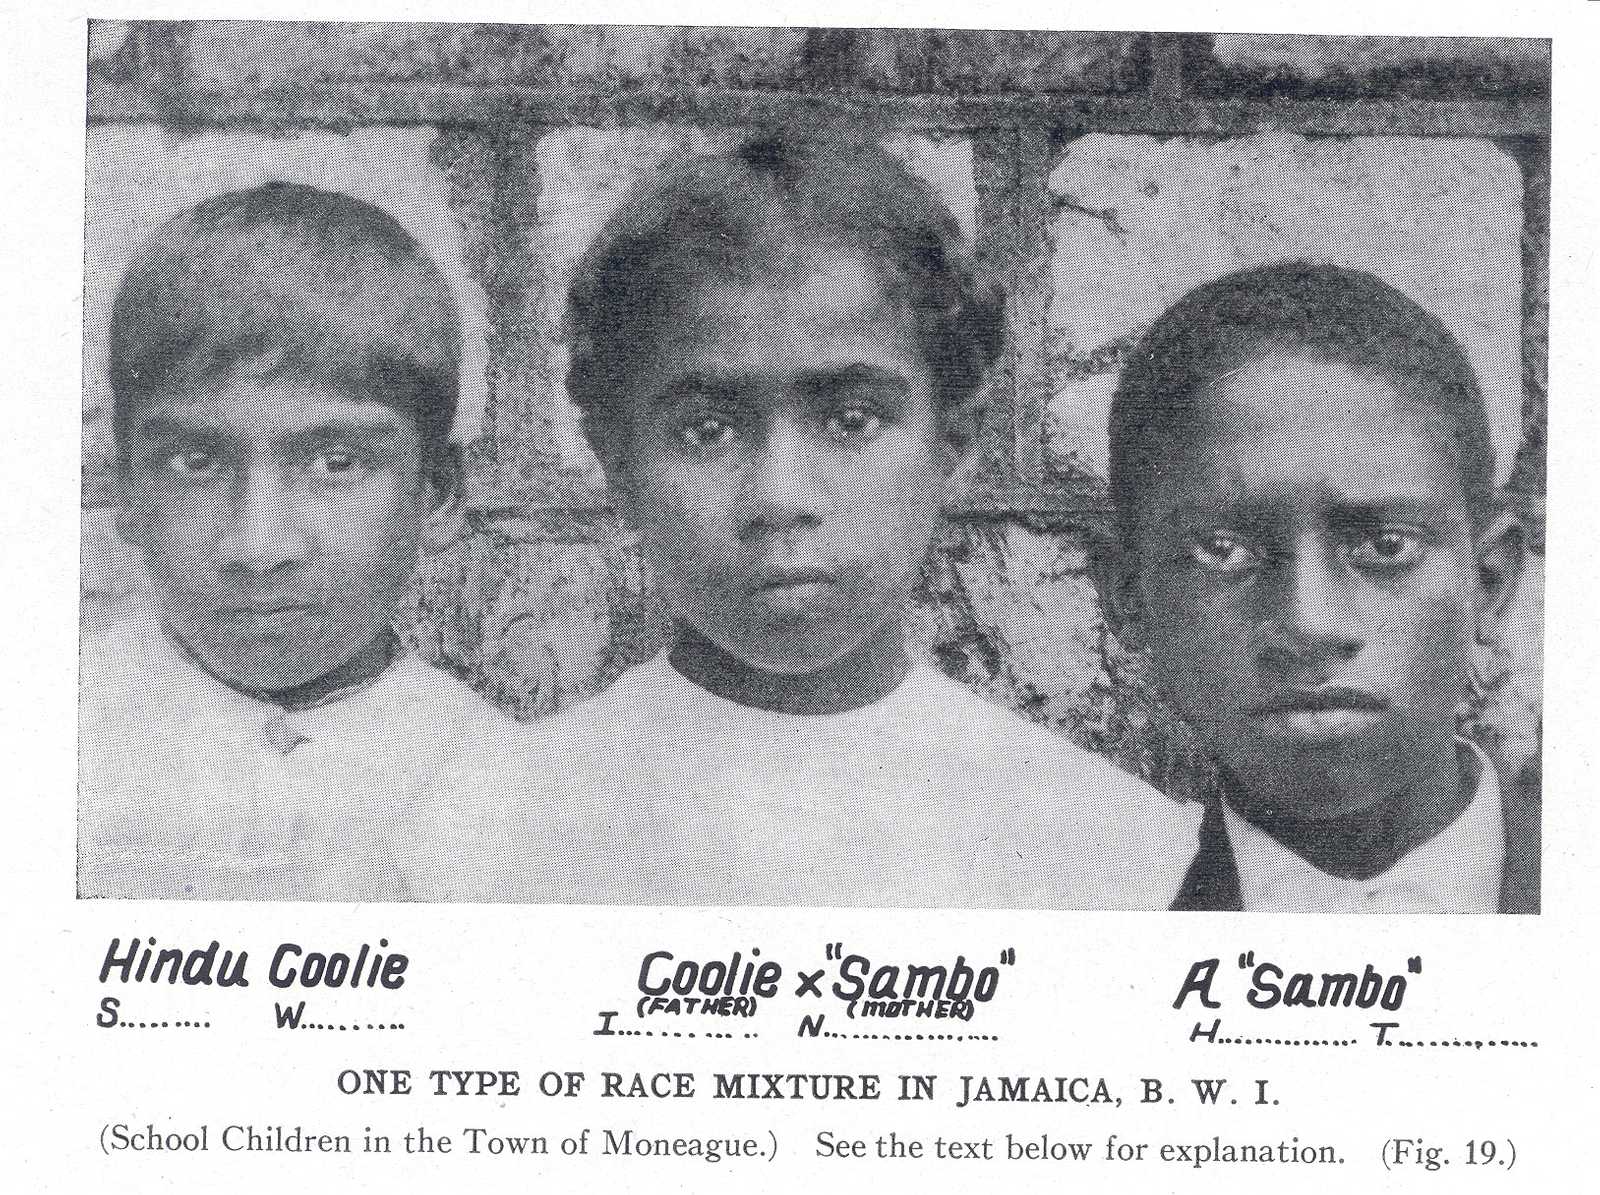 Hindu Coolie Coolie x "Sambo" A "Sambo"
(FATHER) (MOTHER)
S......... W.......... I.............. N................. H............... T...............
ONE TYPE OF RACE MIXTURE IN JAMAICA, B. W. I.
(School Children in the Town of Moneague.) See the text below for explanation. (Fig. 19.)